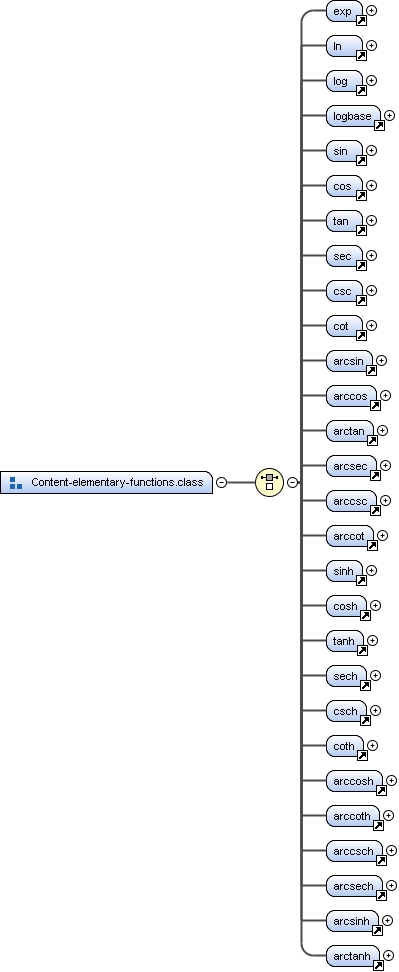 exp
ln
log
logbase
sin
cos
tan
sec
csc
cot
arcsin
arccos
arctan
arcsec
Content-elementary-functions.class
arccsc
arccot
sinh
cosh
tanh
sech
csch
coth
arccosh
arccoth
arccsch
arcsech
arcsinh
arctanh